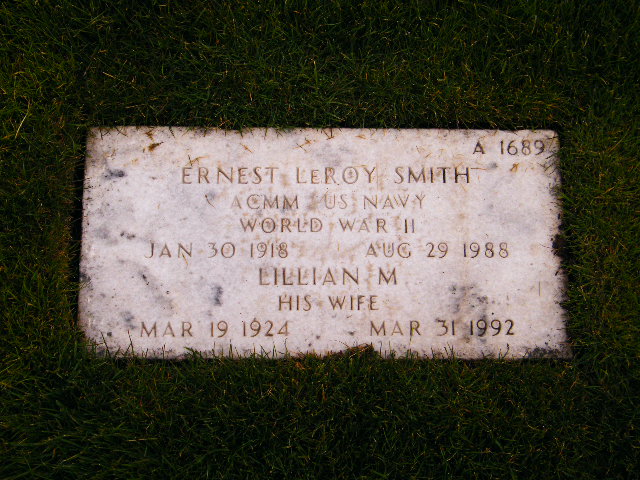 A 1689
ERNEST LEROY SMITH
ACMM US NAVY
WORLD WAR II
JAN 30 1918 AUG 29 1988
LILLIAN M
HIS WIFE
MAR 19 1924 MAR 31 1992